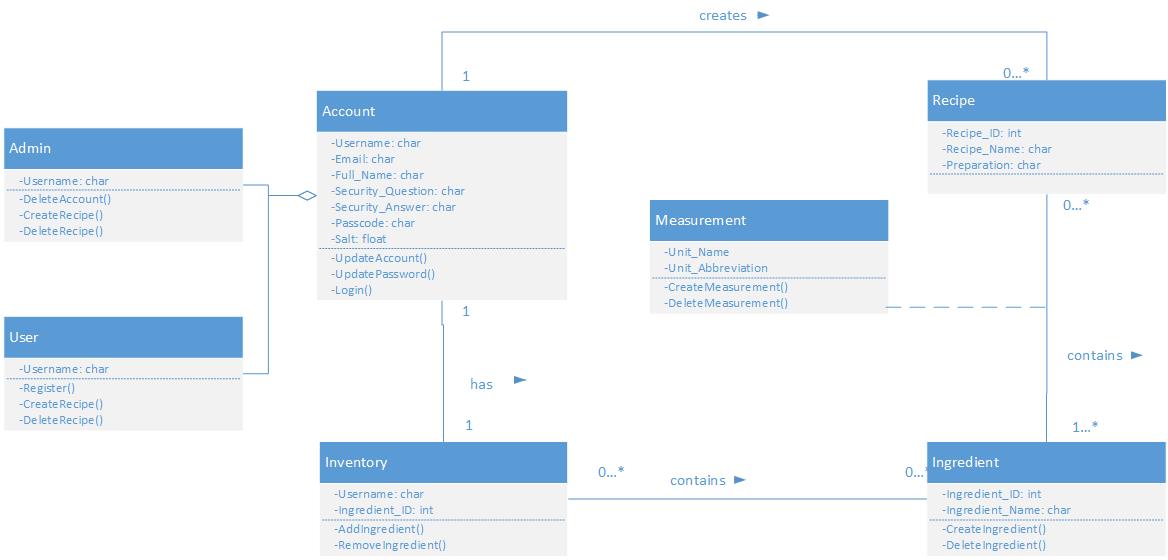 creates ►
1
0...*
Account
-Username: char
-Email: char
-Full_Name: char
-Security_Question: char
-Security_Answer: char
-Passcode: char
-Salt: float
-UpdateAccount()
-UpdatePassword()
-Login()
Recipe
-Recipe_ID: int
-Recipe_Name: char
-Preparation: char
Admin
-Username: char
-DeleteAccount()
-CreateRecipe()
-DeleteRecipe()
0...*
Measurement
-Unit_Name
-Unit_Abbreviation
-CreateMeasurement()
-DeleteMeasurement()
User
-Username: char
-Register()
-CreateRecipe()
-DeleteRecipe()
1
has ►
1
contains ►
1...*
Inventory
-Username: char
-Ingredient_ID: int
-AddIngredient()
-RemoveIngredient()
0...*
contains ►
0...*
Ingredient
-Ingredient_ID: int
-Ingredient_Name: char
-CreateIngredient()
-DeleteIngredient()